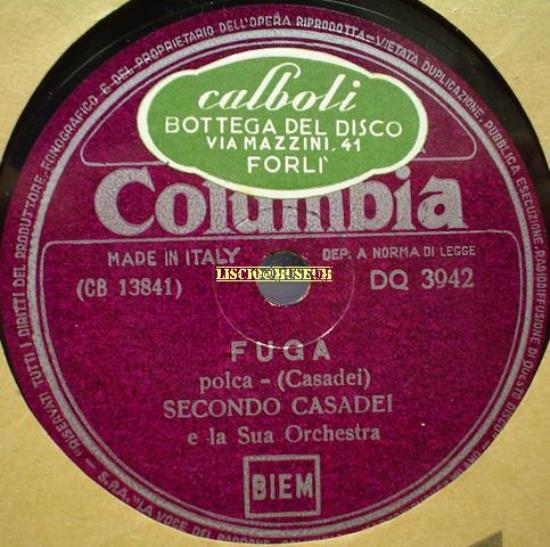 calboli
BOTTEGA DEL DISCO
VIA MAZZINI, 41
FORLI'
Columbia
MADE IN ITALY
DEP. A NORMA DI LEGGE
LISCIO@MUSEUM
(CB 13841)
DQ 3942
FUGA
polca - (Casadei)
SECONDO CASADEI
e la Sua Orchestra
BIEM
"RISERVATI TUTTI I DIRITTI DEL PRODUTTORE FONOGRAFICO E DEL PROPRIETARIO DELL'OPERA RIPRODOTTA-VIETATA DUPLICAZIONE, PUBBLICA ESECUZIONE, RADIODIFFUSIONE DI QUESTO DISCO"
S.P.A. "LA VOCE DEL PADRONE